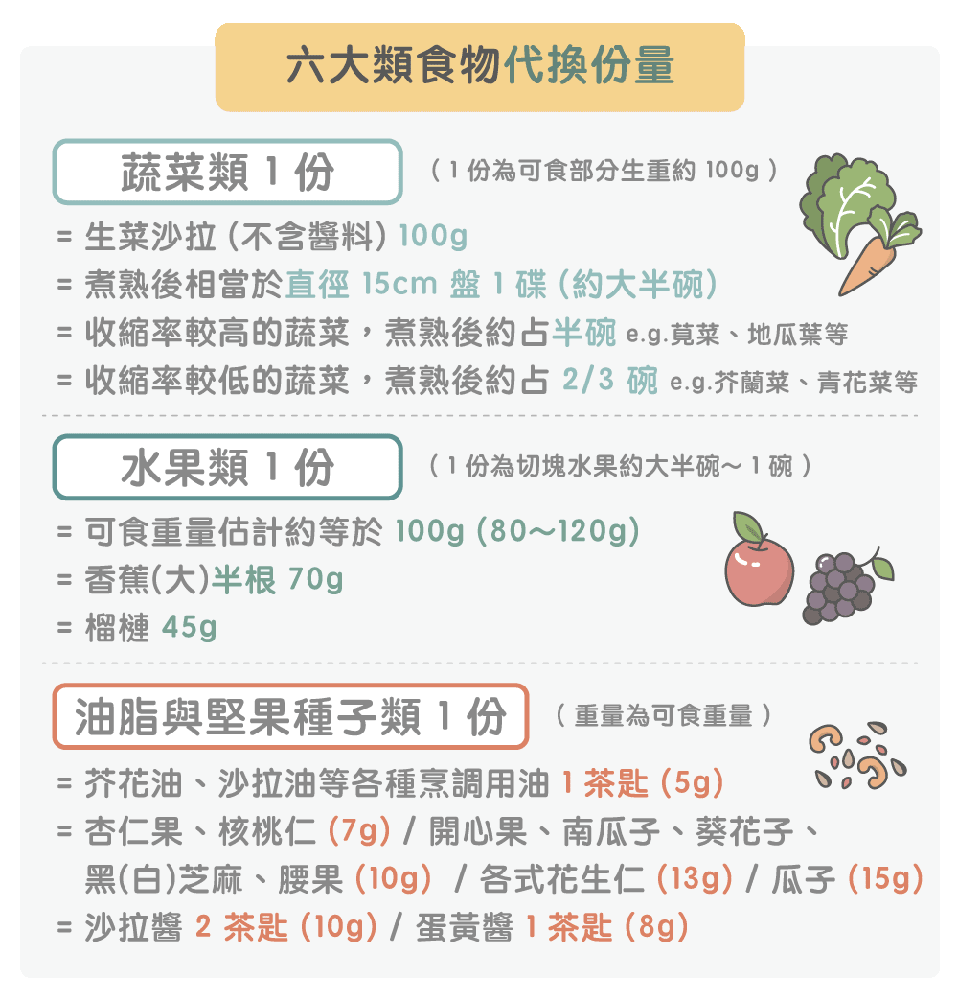 六大類食物代換份量
蔬菜類 1 份
( 1 份為可食部分生重約 100g )
= 生菜沙拉 (不含醬料) 100g
= 煮熟後相當於直徑 15cm 盤 1 碟 (約大半碗)
= 收縮率較高的蔬菜，煮熟後約占半碗 e.g.莧菜、地瓜葉等
= 收縮率較低的蔬菜，煮熟後約占 2/3 碗 e.g.芥蘭菜、青花菜等
水果類 1 份
( 1 份為切塊水果約大半碗～ 1 碗 )
= 可食重量估計約等於 100g (80～120g)
= 香蕉(大)半根 70g
= 榴槤 45g
油脂與堅果種子類 1 份
( 重量為可食重量 )
= 芥花油、沙拉油等各種烹調用油 1 茶匙 (5g)
= 杏仁果、核桃仁 (7g) / 開心果、南瓜子、葵花子、
黑(白)芝麻、腰果 (10g) / 各式花生仁 (13g) / 瓜子 (15g)
= 沙拉醬 2 茶匙 (10g) / 蛋黃醬 1 茶匙 (8g)